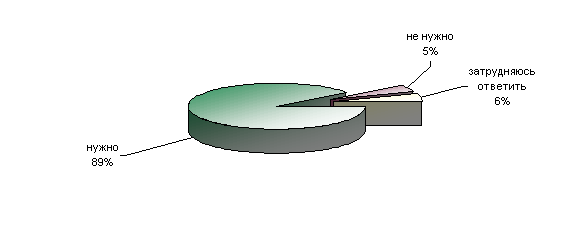 не нужно
5%
затрудняюсь
ответить
6%
нужно
89%